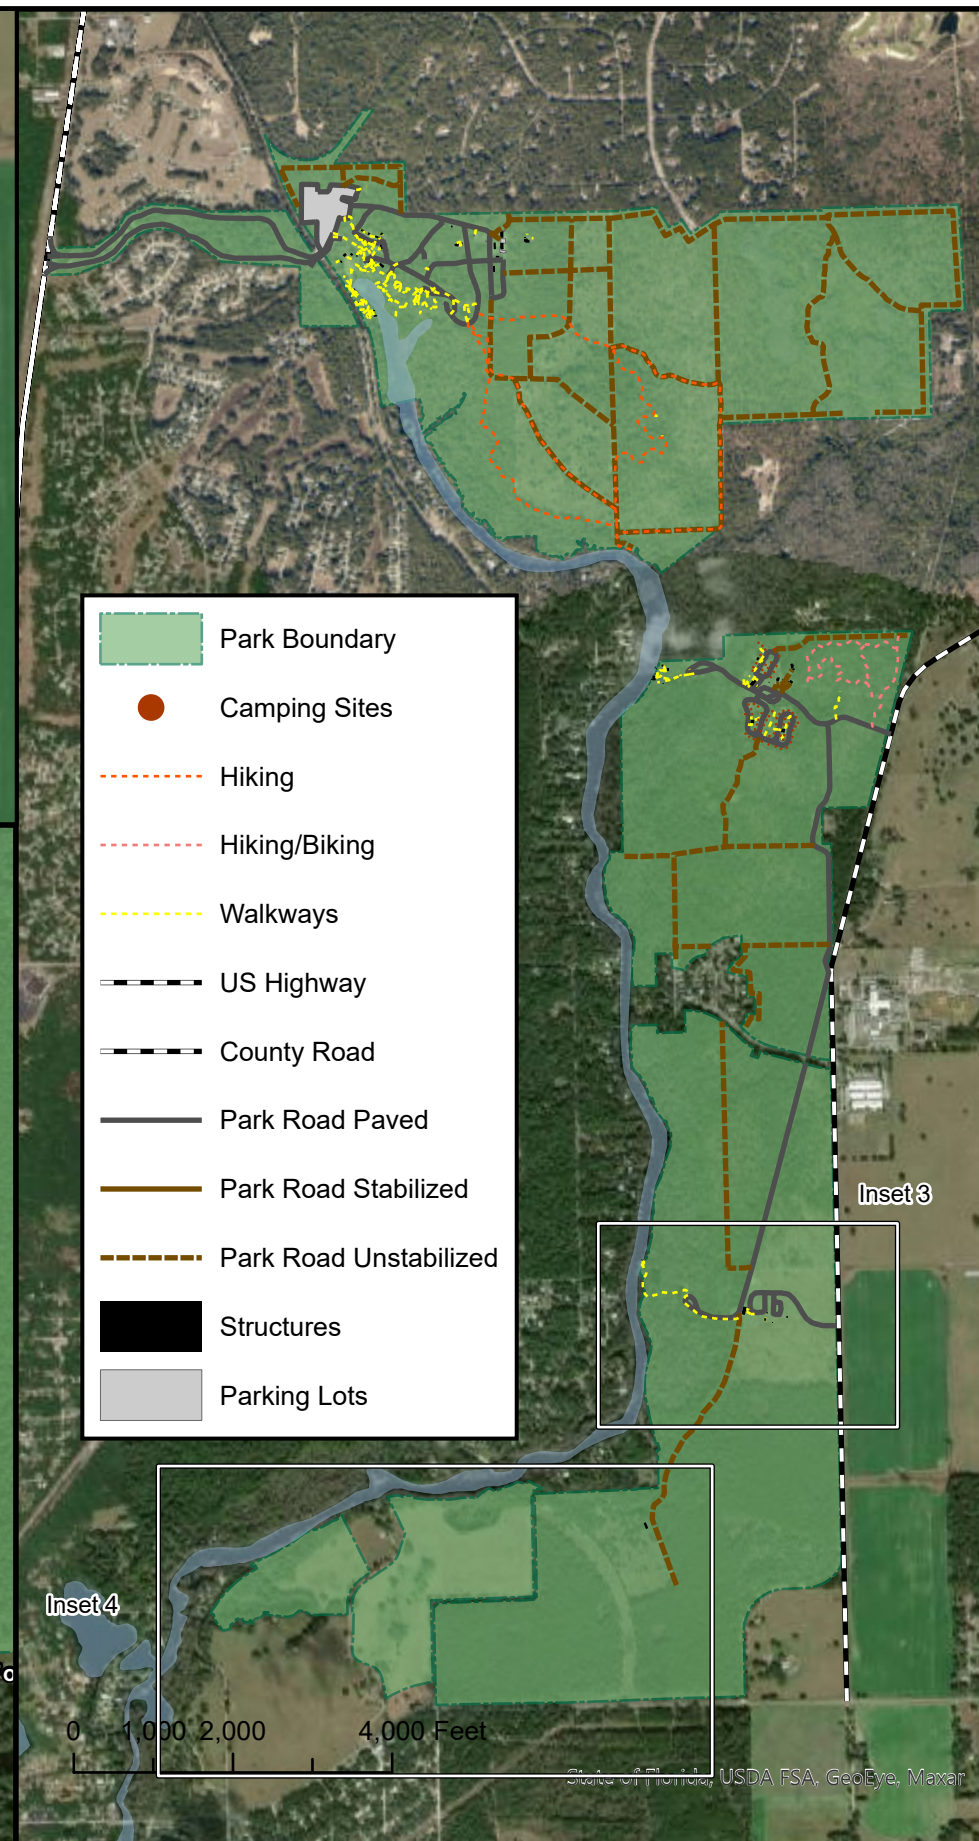 Park Boundary
Camping Sites
Hiking
Hiking/Biking
Walkways
US Highway
County Road
Park Road Paved
Park Road Stabilized
Park Road Unstabilized
Structures
Parking Lots
Inset 3
Inset 4
0 1,000 2,000 4,000 Feet
State of Florida, USDA FSA, GeoEye, Maxar